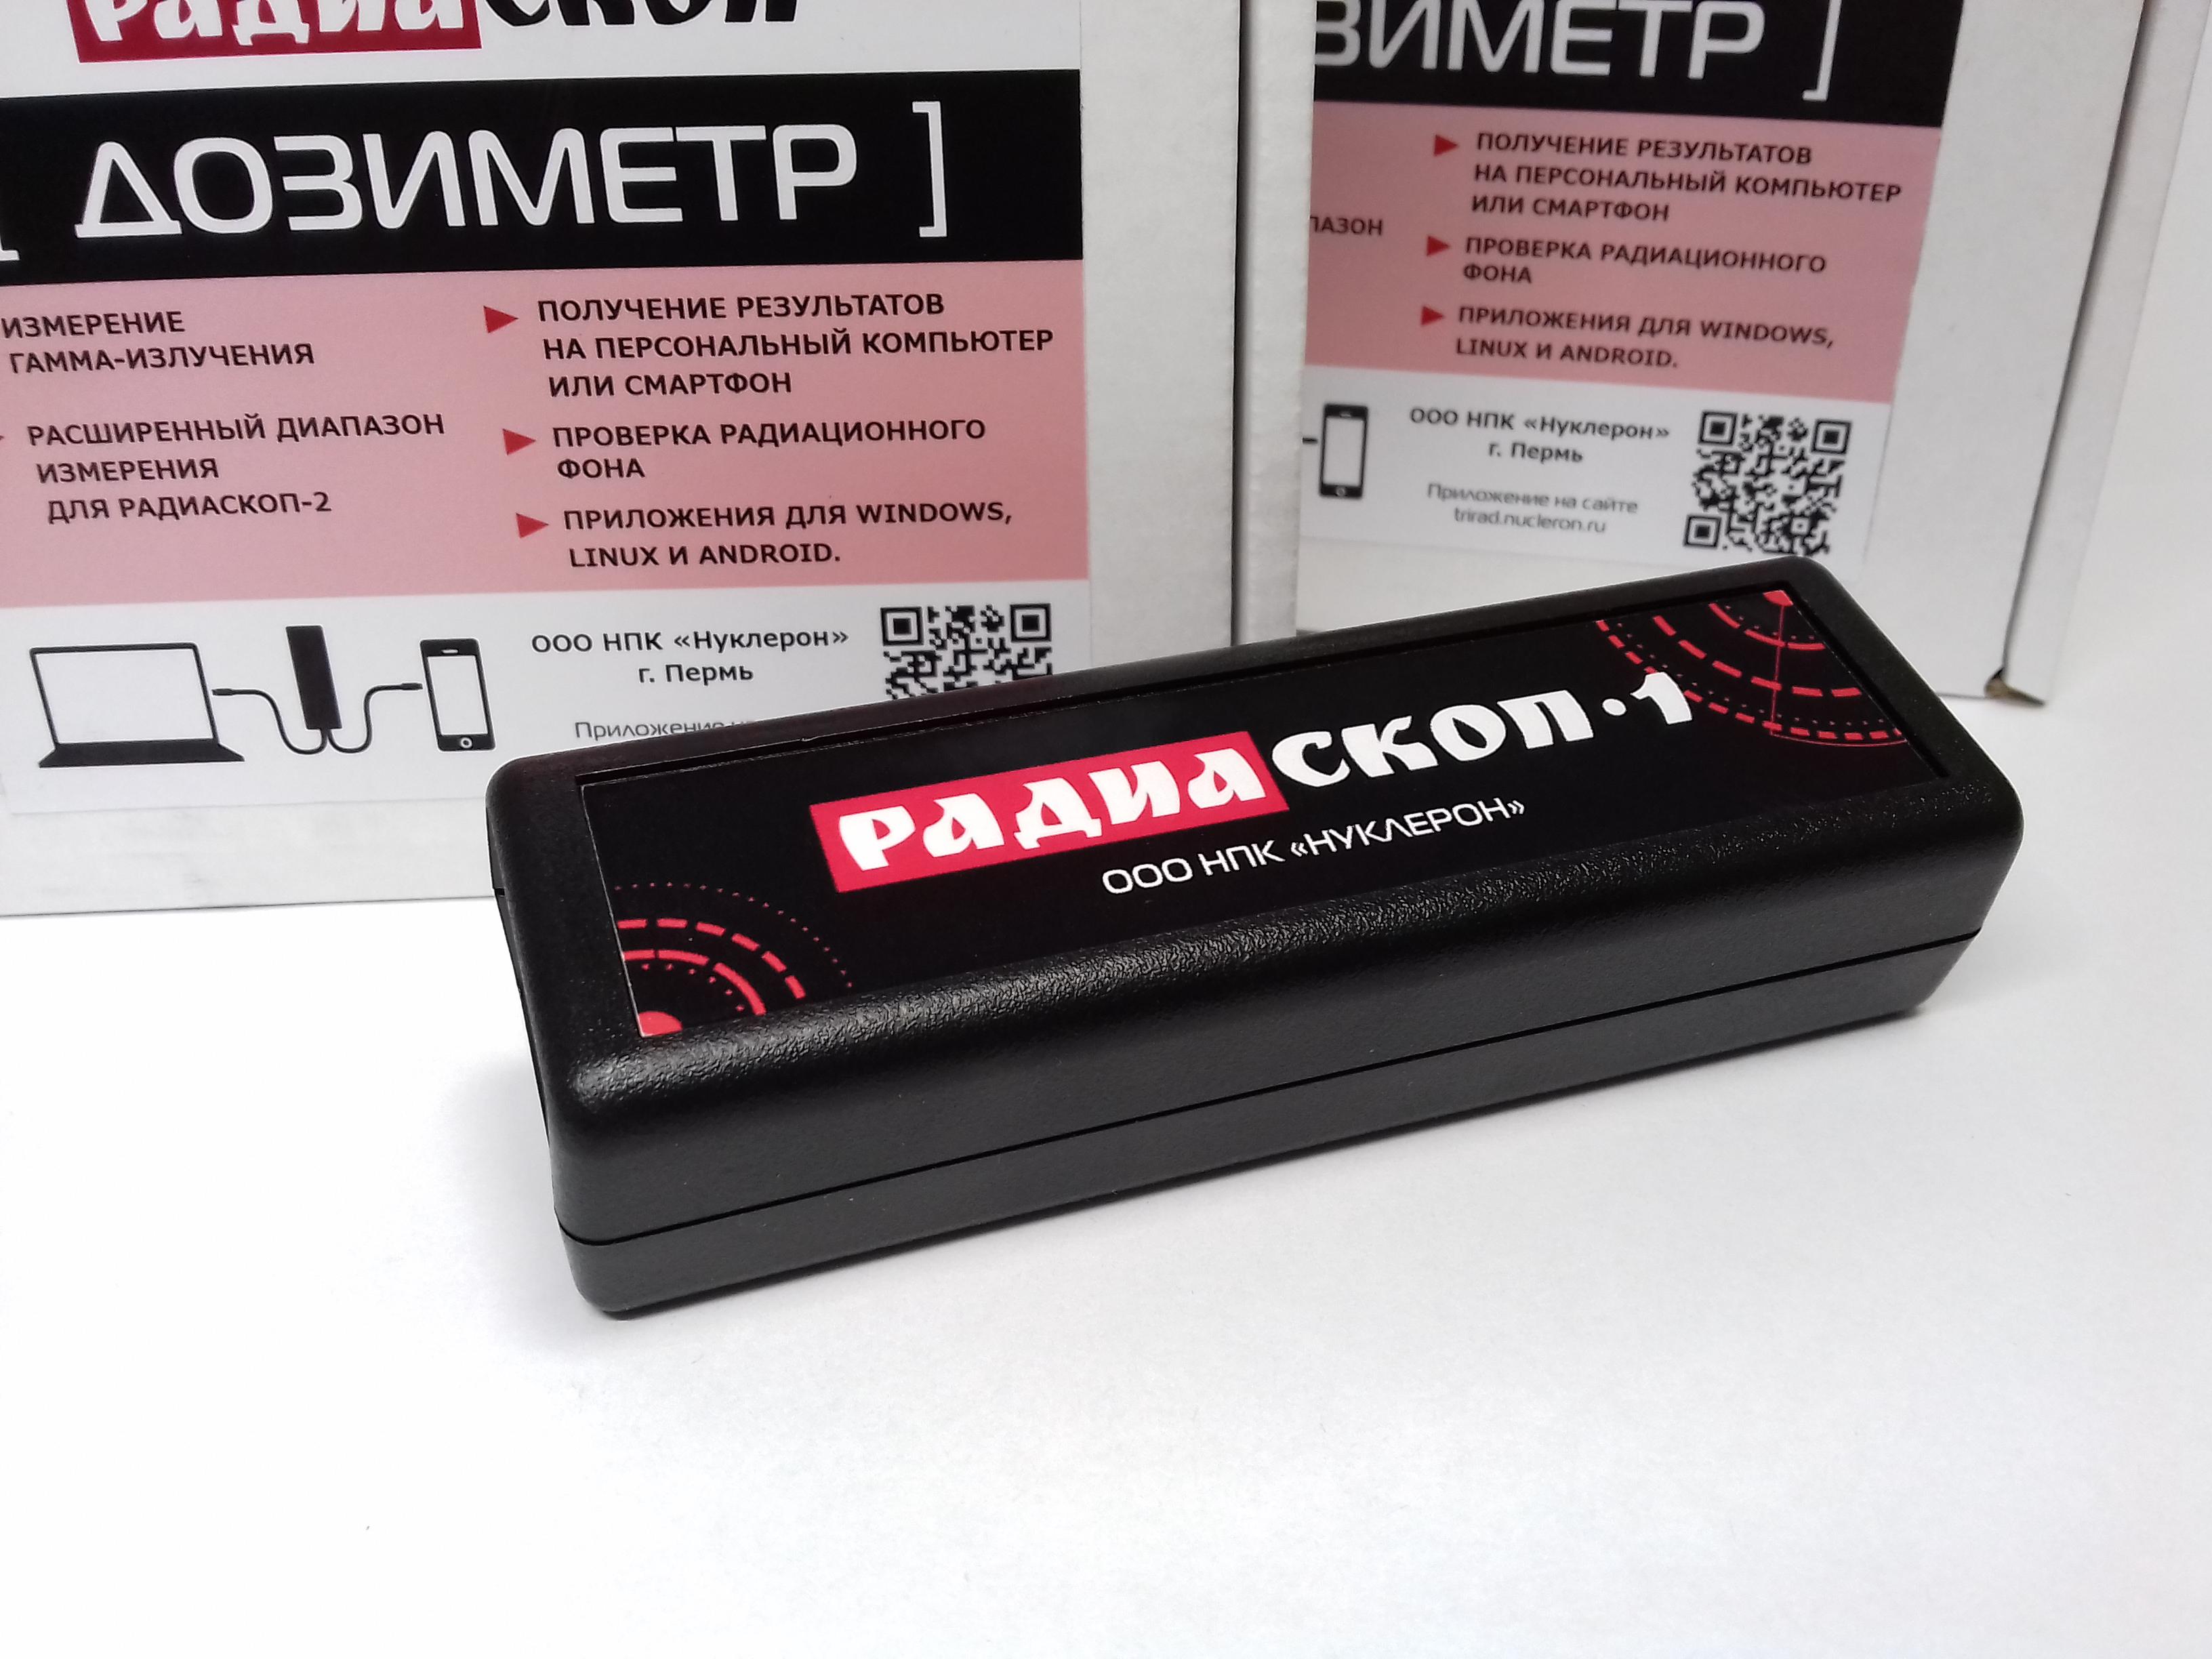 РАДИАСКОП
[ ДОЗИМЕТР ]
ИЗМЕРЕНИЕ
ГАММА-ИЗЛУЧЕНИЯ
РАСШИРЕННЫЙ ДИАПАЗОН
ИЗМЕРЕНИЯ
ДЛЯ РАДИАСКОП-2
ПОЛУЧЕНИЕ РЕЗУЛЬТАТОВ
НА ПЕРСОНАЛЬНЫЙ КОМПЬЮТЕР
ИЛИ СМАРТФОН
ПРОВЕРКА РАДИАЦИОННОГО
ФОНА
ПРИЛОЖЕНИЯ ДЛЯ WINDOWS,
LINUX И ANDROID.
ООО НПК «Нуклерон»
г. Пермь
Приложение
ЗИМЕТР ]
ПАЗОН
ПОЛУЧЕНИЕ РЕЗУЛЬТАТОВ
НА ПЕРСОНАЛЬНЫЙ КОМПЬЮТЕР
ИЛИ СМАРТФОН
ПРОВЕРКА РАДИАЦИОННОГО
ФОНА
ПРИЛОЖЕНИЯ ДЛЯ WINDOWS,
LINUX И ANDROID.
ООО НПК «Нуклерон»
г. Пермь
Приложение на сайте
trirad.nucleron.ru
РАДИАСКОП·1
ООО НПК «НУКЛЕРОН»